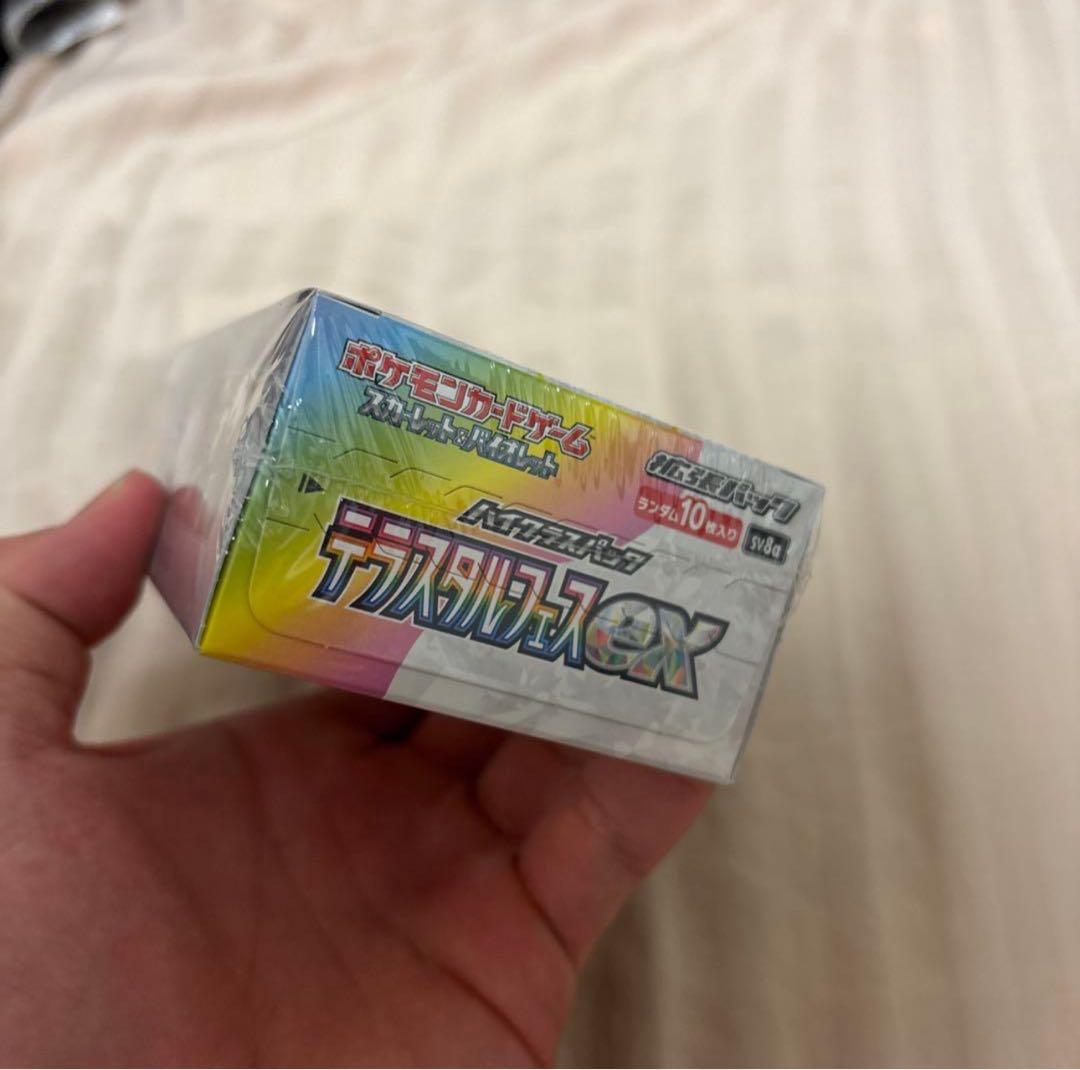 ポケモンカードゲーム
スカーレット&バイオレット
拡張パック
ランダム10枚入り
sv8a
ハイクラスパック
テラスタルフェスex